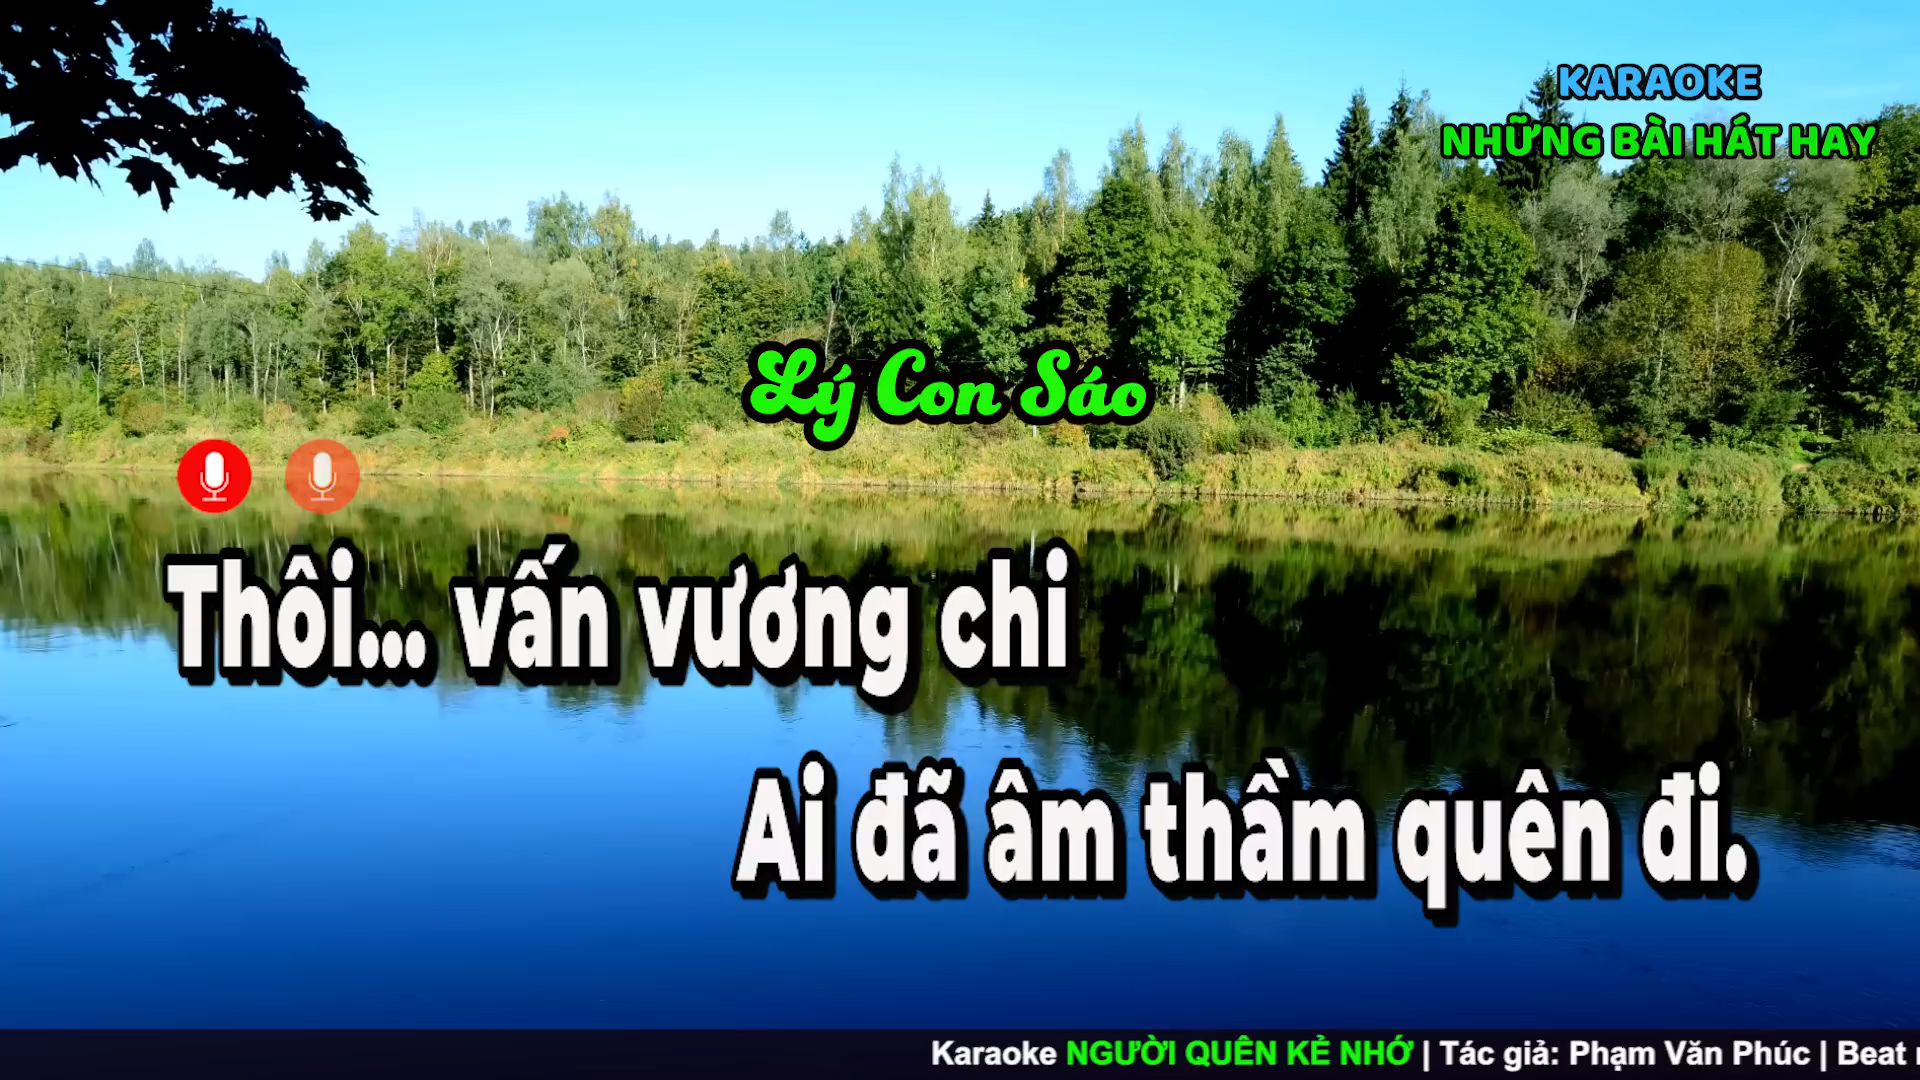 KARAOKE
NHỮNG BÀI HÁT HAY
Lý Con Sáo
Thôi... vấn vương chi
Ai đã âm thầm quên đi.
Karaoke NGƯỜI QUÊN KẺ NHỚ | Tác giả: Phạm Văn Phúc | Beat